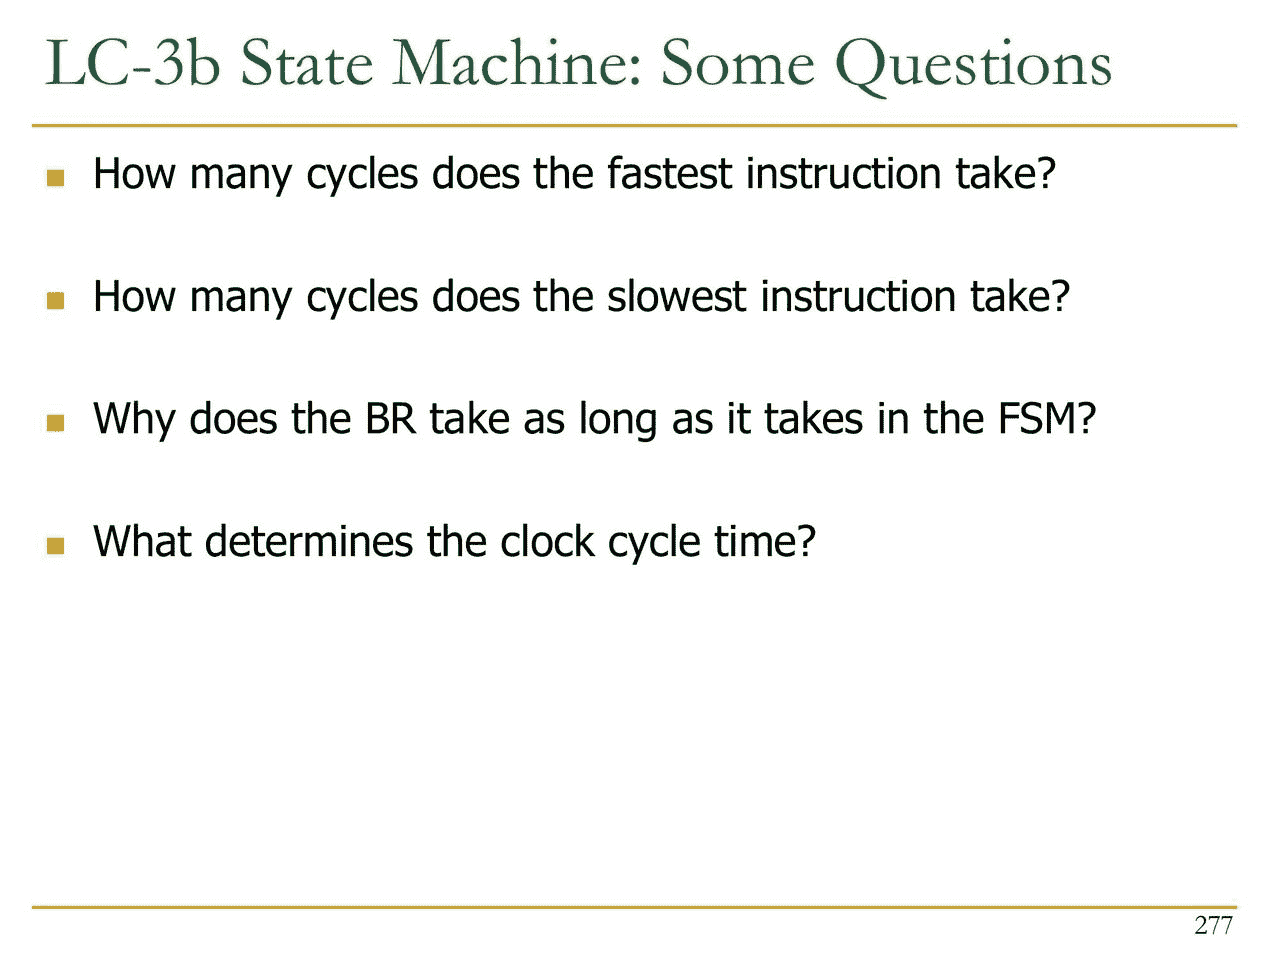 LC-3b State Machine: Some Questions
How many cycles does the fastest instruction take?
How many cycles does the slowest instruction take?
Why does the BR take as long as it takes in the FSM?
What determines the clock cycle time?
277